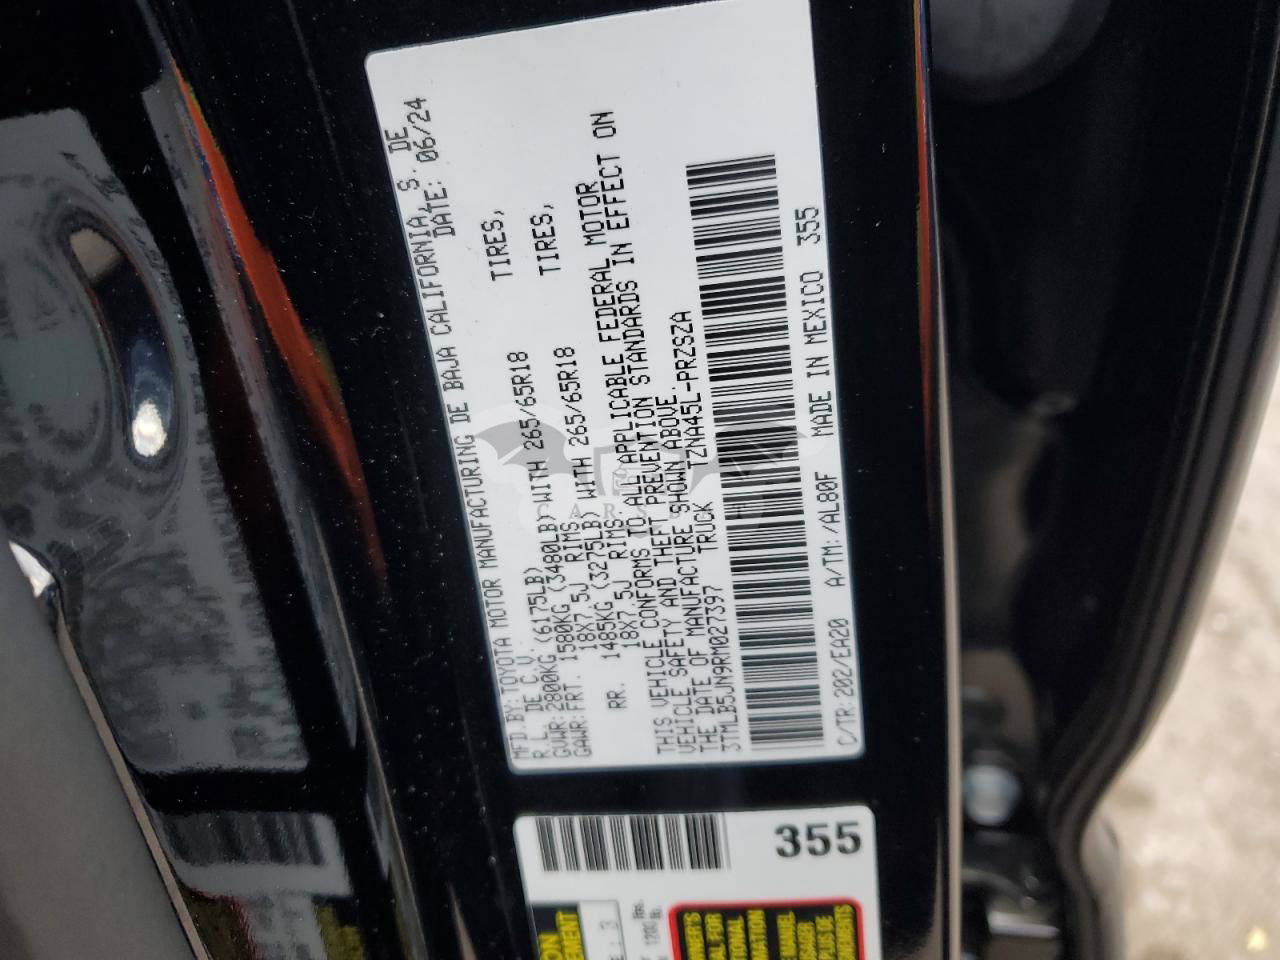 MFD.BY: TOYOTA MOTOR MANUFACTURING DE BAJA CALIFORNIA, S. DE
R.L. DE C.V. DATE: 06/24
GVWR: 2800KG (6175LB)
GAWR: FRT. 1580KG (3480LB) WITH 265/65R18 TIRES,
18X7.5J RIMS
RR. 1485KG (3275LB) WITH 265/65R18 TIRES,
18X7.5J RIMS.
THIS VEHICLE CONFORMS TO ALL APPLICABLE FEDERAL MOTOR
VEHICLE SAFETY AND THEFT PREVENTION STANDARDS IN EFFECT ON
THE DATE OF MANUFACTURE SHOWN ABOVE.
3TMLB5JN9RM027397 TRUCK TZNA45L-PRZSZA
C/TR: 202/EA20 A/TM: /AL80F MADE IN MEXICO 355
355
1200 lb.
CARS